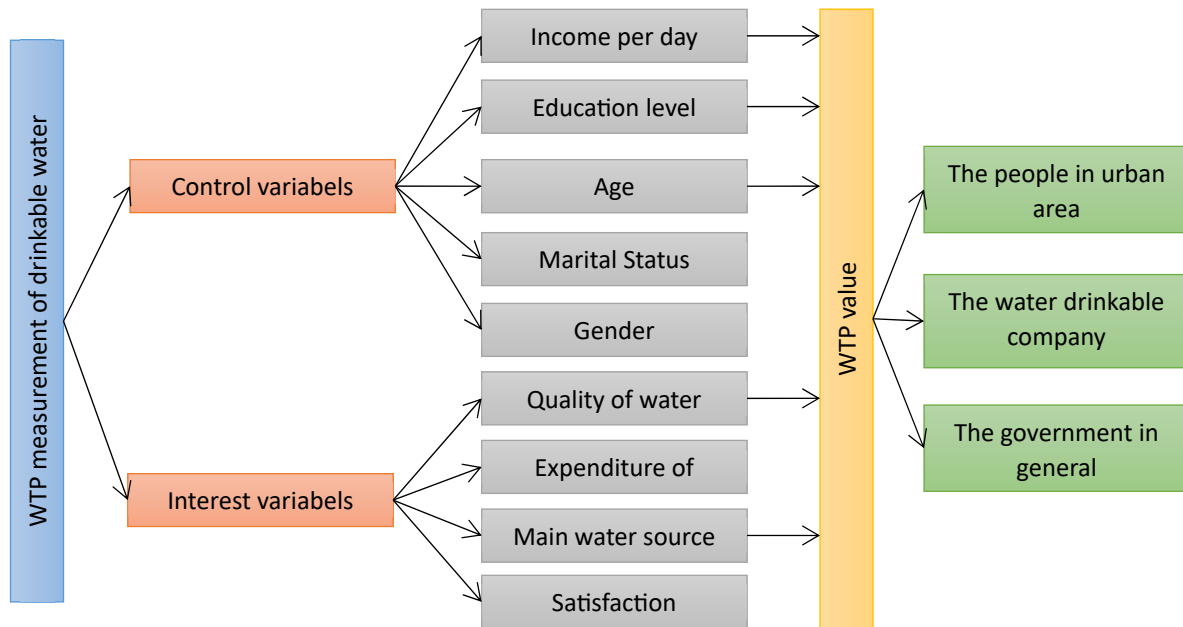 WTP measurement of drinkable water
Control variabels
Interest variabels
Income per day
Education level
Age
Marital Status
Gender
Quality of water
Expenditure of
Main water source
Satisfaction
WTP value
The people in urban
area
The water drinkable
company
The government in
general